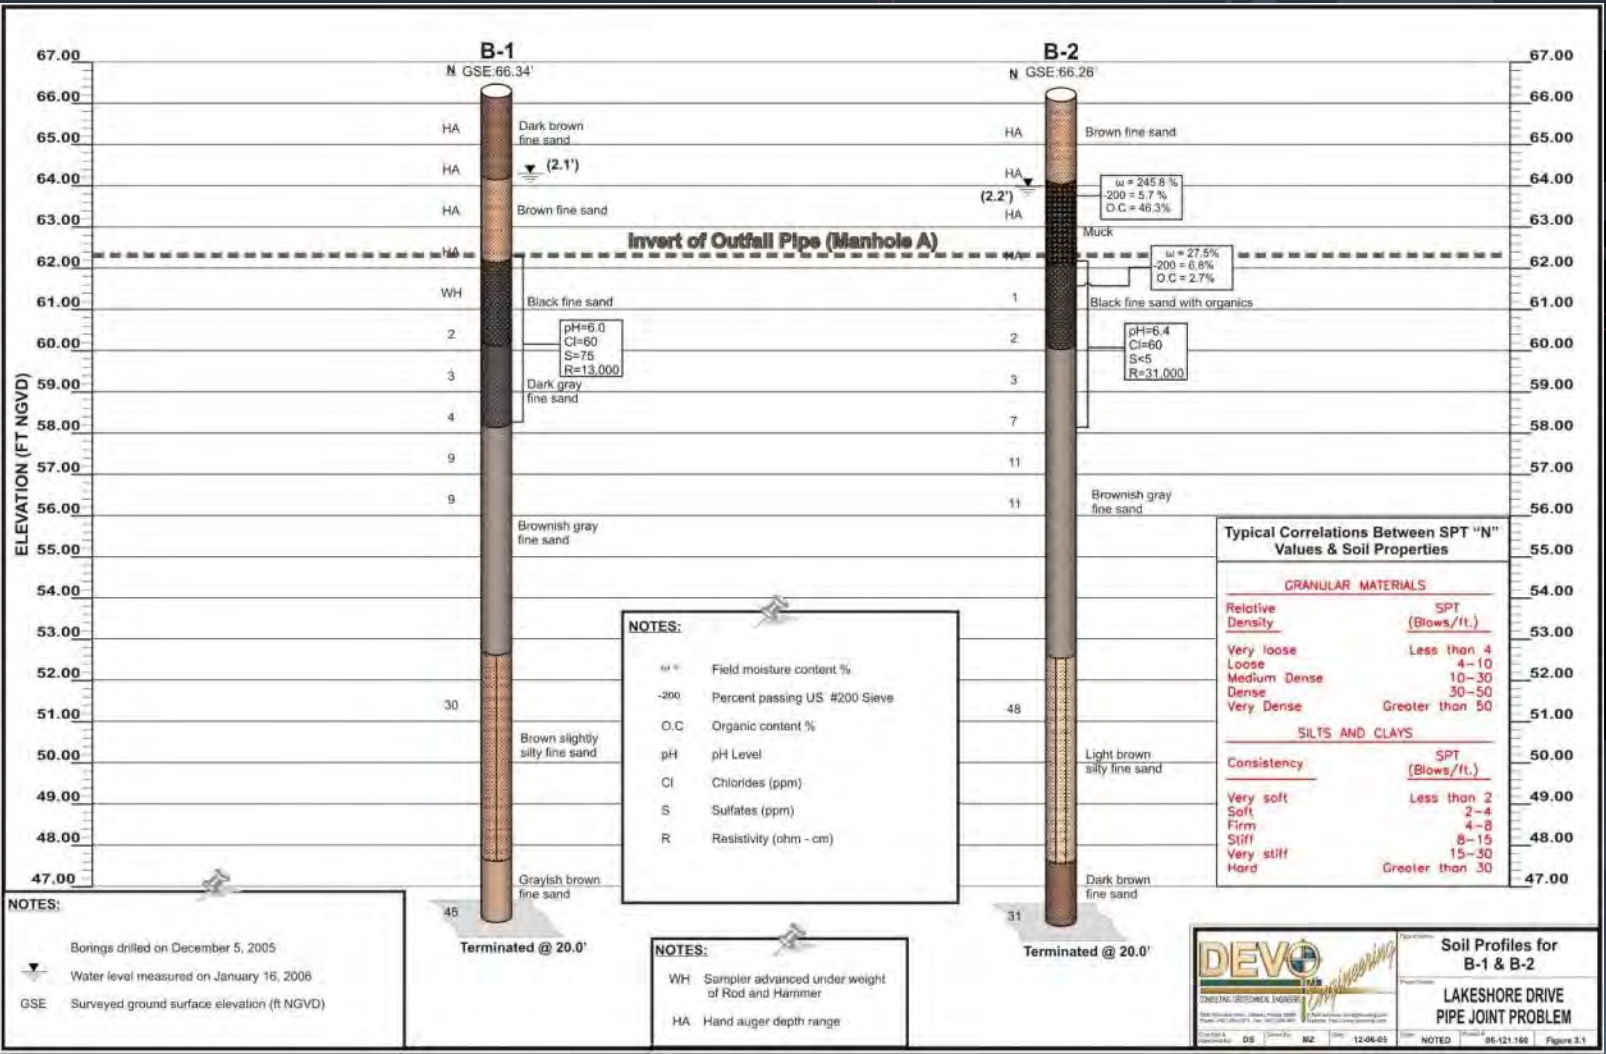 B-1
N GSE:66.34'
B-2
N GSE:66.26'
67.00
66.00
65.00
64.00
63.00
62.00
61.00
60.00
59.00
58.00
57.00
56.00
55.00
54.00
53.00
52.00
51.00
50.00
49.00
48.00
47.00
ELEVATION (FT NGVD)
HA
HA
HA
HA
WH
2
3
4
9
9
30
45
Dark brown
fine sand
(2.1')
Brown fine sand
Black fine sand
pH=6.0
Cl=60
S=75
R=13,000
Dark gray
fine sand
Brownish gray
fine sand
Brown slightly
silty fine sand
Grayish brown
fine sand
Terminated @ 20.0'
Invert of Outfall Pipe (Manhole A)
HA
HA
(2.2')
HA
HA
1
2
3
7
11
11
48
31
Brown fine sand
ω = 245.8 %
-200 = 5.7 %
O.C = 46.3%
Muck
ω = 27.5%
-200 = 6.8%
O.C = 2.7%
Black fine sand with organics
pH=6.4
Cl=60
S<5
R=31,000
Brownish gray
fine sand
Light brown
silty fine sand
Dark brown
fine sand
Terminated @ 20.0'
67.00
66.00
65.00
64.00
63.00
62.00
61.00
60.00
59.00
58.00
57.00
56.00
55.00
54.00
53.00
52.00
51.00
50.00
49.00
48.00
47.00
Typical Correlations Between SPT "N"
Values & Soil Properties
GRANULAR MATERIALS
Relative SPT
Density (Blows/ft.)
Very loose Less than 4
Loose 4-10
Medium Dense 10-30
Dense 30-50
Very Dense Greater than 50
SILTS AND CLAYS
Consistency SPT
(Blows/ft.)
Very soft Less than 2
Soft 2-4
Firm 4-8
Stiff 8-15
Very stiff 15-30
Hard Greater than 30
NOTES:
ω = Field moisture content %
-200 Percent passing US #200 Sieve
O.C Organic content %
pH pH Level
Cl Chlorides (ppm)
S Sulfates (ppm)
R Resistivity (ohm - cm)
NOTES:
Borings drilled on December 5, 2005
Water level measured on January 16, 2006
GSE Surveyed ground surface elevation (ft NGVD)
NOTES:
WH Sampler advanced under weight
of Rod and Hammer
HA Hand auger depth range
DEVO Engineering
CONSULTING GEOTECHNICAL ENGINEERS
Soil Profiles for
B-1 & B-2
LAKESHORE DRIVE
PIPE JOINT PROBLEM
DS MZ 12-06-05 NOTED 05-121.160 Figure 3.1